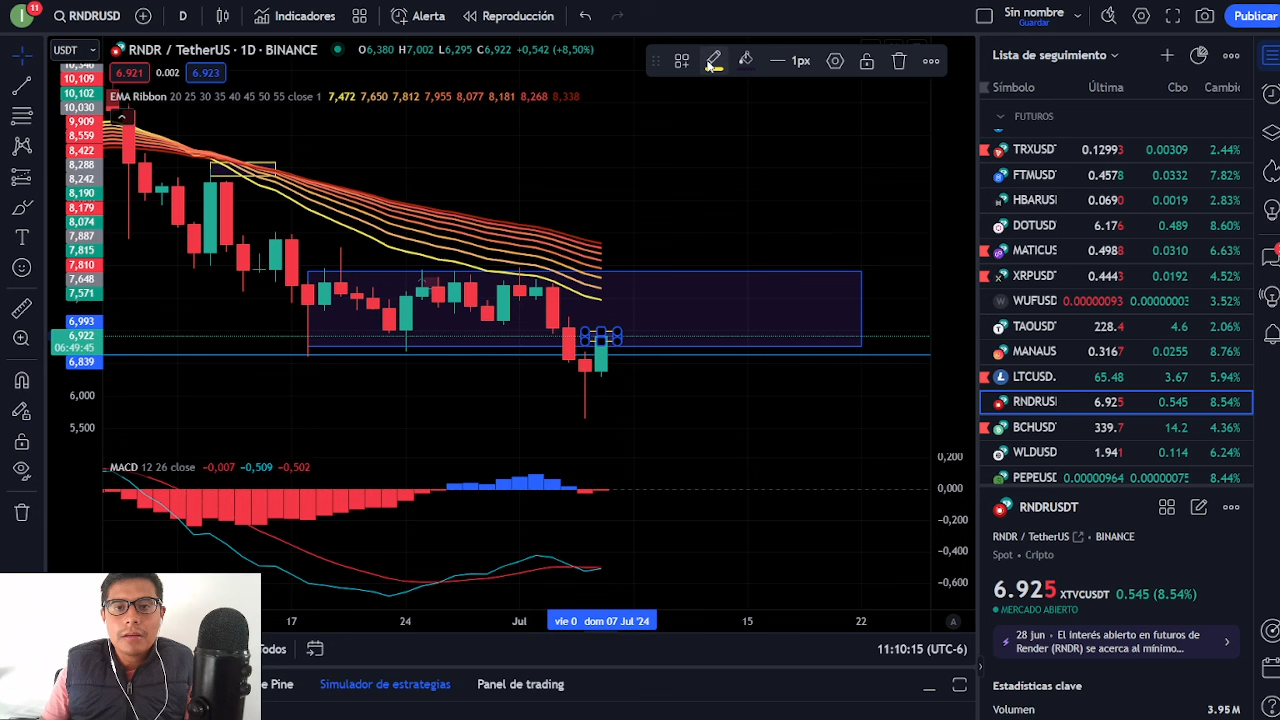 I
11
RNDRUSD
D
Indicadores
Alerta
Reproducción
Sin nombre
Guardar
Publicar
USDT
RNDR / TetherUS · 1D · BINANCE
O6,380 H7,002 L6,295 C6,922 +0,542 (+8,50%)
6.921
0.002
6.923
EMA Ribbon 20 25 30 35 40 45 50 55 close 1 7,472 7,650 7,812 7,955 8,077 8,181 8,268 8,338
1px
10,109
10,102
10,030
9,909
8,559
8,422
8,288
8,242
8,190
8,179
8,074
7,887
7,815
7,810
7,648
7,571
6,993
6,922
06:49:45
6,839
6,000
5,500
MACD 12 26 close -0,007 -0,509 -0,502
0,200
0,000
-0,200
-0,400
-0,600
17
24
Jul
vie 0
dom 07 Jul '24
15
22
A
Todos
11:10:15 (UTC-6)
e Pine
Simulador de estrategias
Panel de trading
Lista de seguimiento
Símbolo
Última
Cbo
Cambic
FUTUROS
TRXUSDT 0.12993 0.00309 2.44%
FTMUSD 0.4578 0.0332 7.82%
HBARUSI 0.0690 0.0019 2.83%
DOTUSD 6.176 0.489 8.60%
MATICUS 0.4988 0.0310 6.63%
XRPUSDT 0.4443 0.0192 4.52%
W WUFUSD 0.00000093 0.00000003 3.52%
TAOUSDT 228.4 4.6 2.06%
MANAUS 0.3167 0.0255 8.76%
LTCUSD. 65.48 3.67 5.94%
RNDRUSI 6.925 0.545 8.54%
BCHUSDT 339.7 14.2 4.36%
WLDUSD 1.941 0.114 6.24%
PEPEUSI 0.00000964 0.00000075 8.44%
RNDRUSDT
RNDR / TetherUS
BINANCE
Spot • Cripto
6.925 XTVCUSDT 0.545 (8.54%)
MERCADO ABIERTO
28 jun · El interés abierto en futuros de
Render (RNDR) se acerca al mínimo...
Estadísticas clave
Volumen
3.95 M